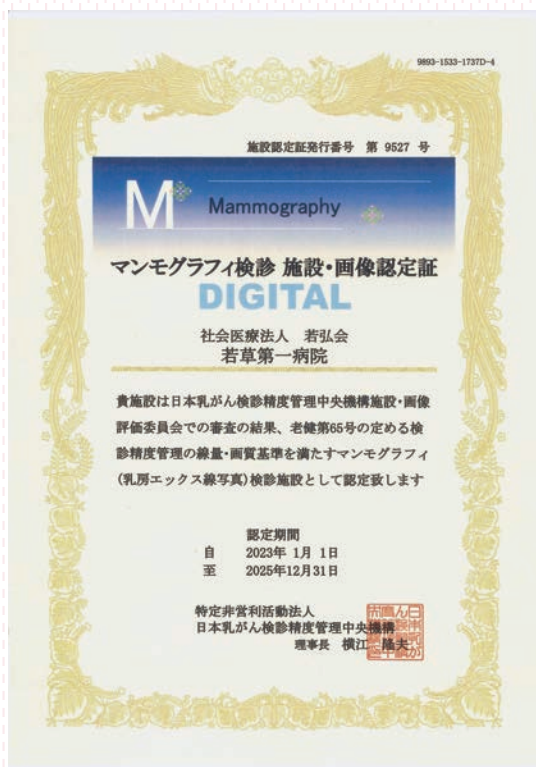 9893-1533-1737D-4
施設認定証発行番号 第 9527 号
M Mammography
マンモグラフィ検診 施設・画像認定証
DIGITAL
社会医療法人 若弘会
若草第一病院
貴施設は日本乳がん検診精度管理中央機構施設・画像
評価委員会での審査の結果、老健第65号の定める検
診精度管理の線量・画質基準を満たすマンモグラフィ
(乳房エックス線写真)検診施設として認定致します
認定期間
自 2023年 1月 1日
至 2025年12月31日
特定非営利活動法人
日本乳がん検診精度管理中央機構
理事長 横江 隆夫